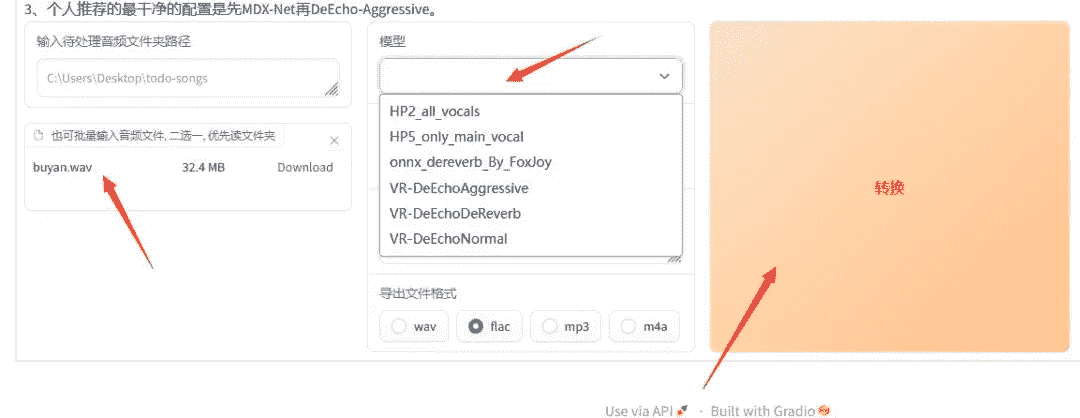 3、个人推荐的最干净的配置是先MDX-Net再DeEcho-Aggressive。
输入待处理音频文件夹路径
C:\Users\Desktop\todo-songs
也可批量输入音频文件, 二选一, 优先读文件夹
buyan.wav 32.4 MB Download
模型
HP2_all_vocals
HP5_only_main_vocal
onnx_dereverb_By_FoxJoy
VR-DeEchoAggressive
VR-DeEchoDeReverb
VR-DeEchoNormal
导出文件格式
wav flac mp3 m4a
转换
Use via API · Built with Gradio